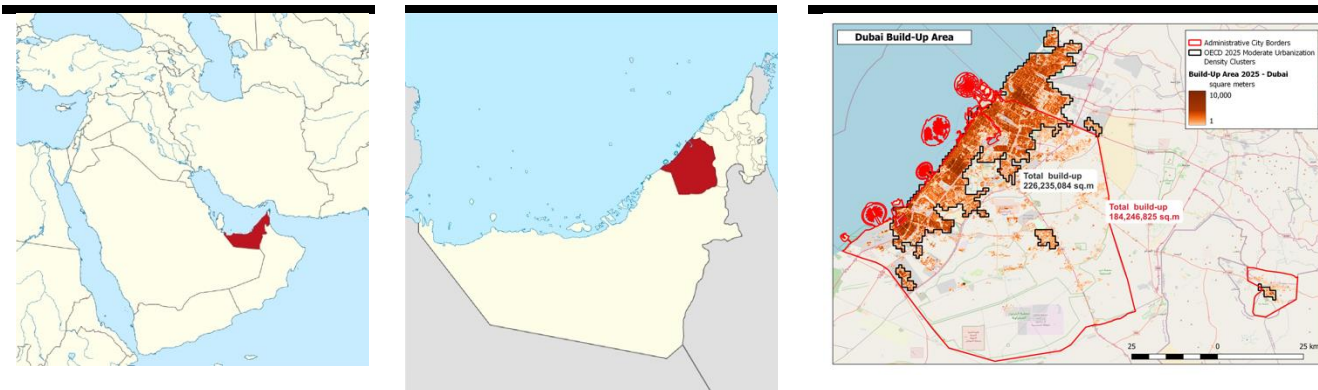 Dubai Build-Up Area
Administrative City Borders
OECD 2025 Moderate Urbanization
Density Clusters
Build-Up Area 2025 - Dubai
square meters
10,000
1
Total build-up
226,235,084 sq.m
Total build-up
184,246,825 sq.m
25
0
25 km